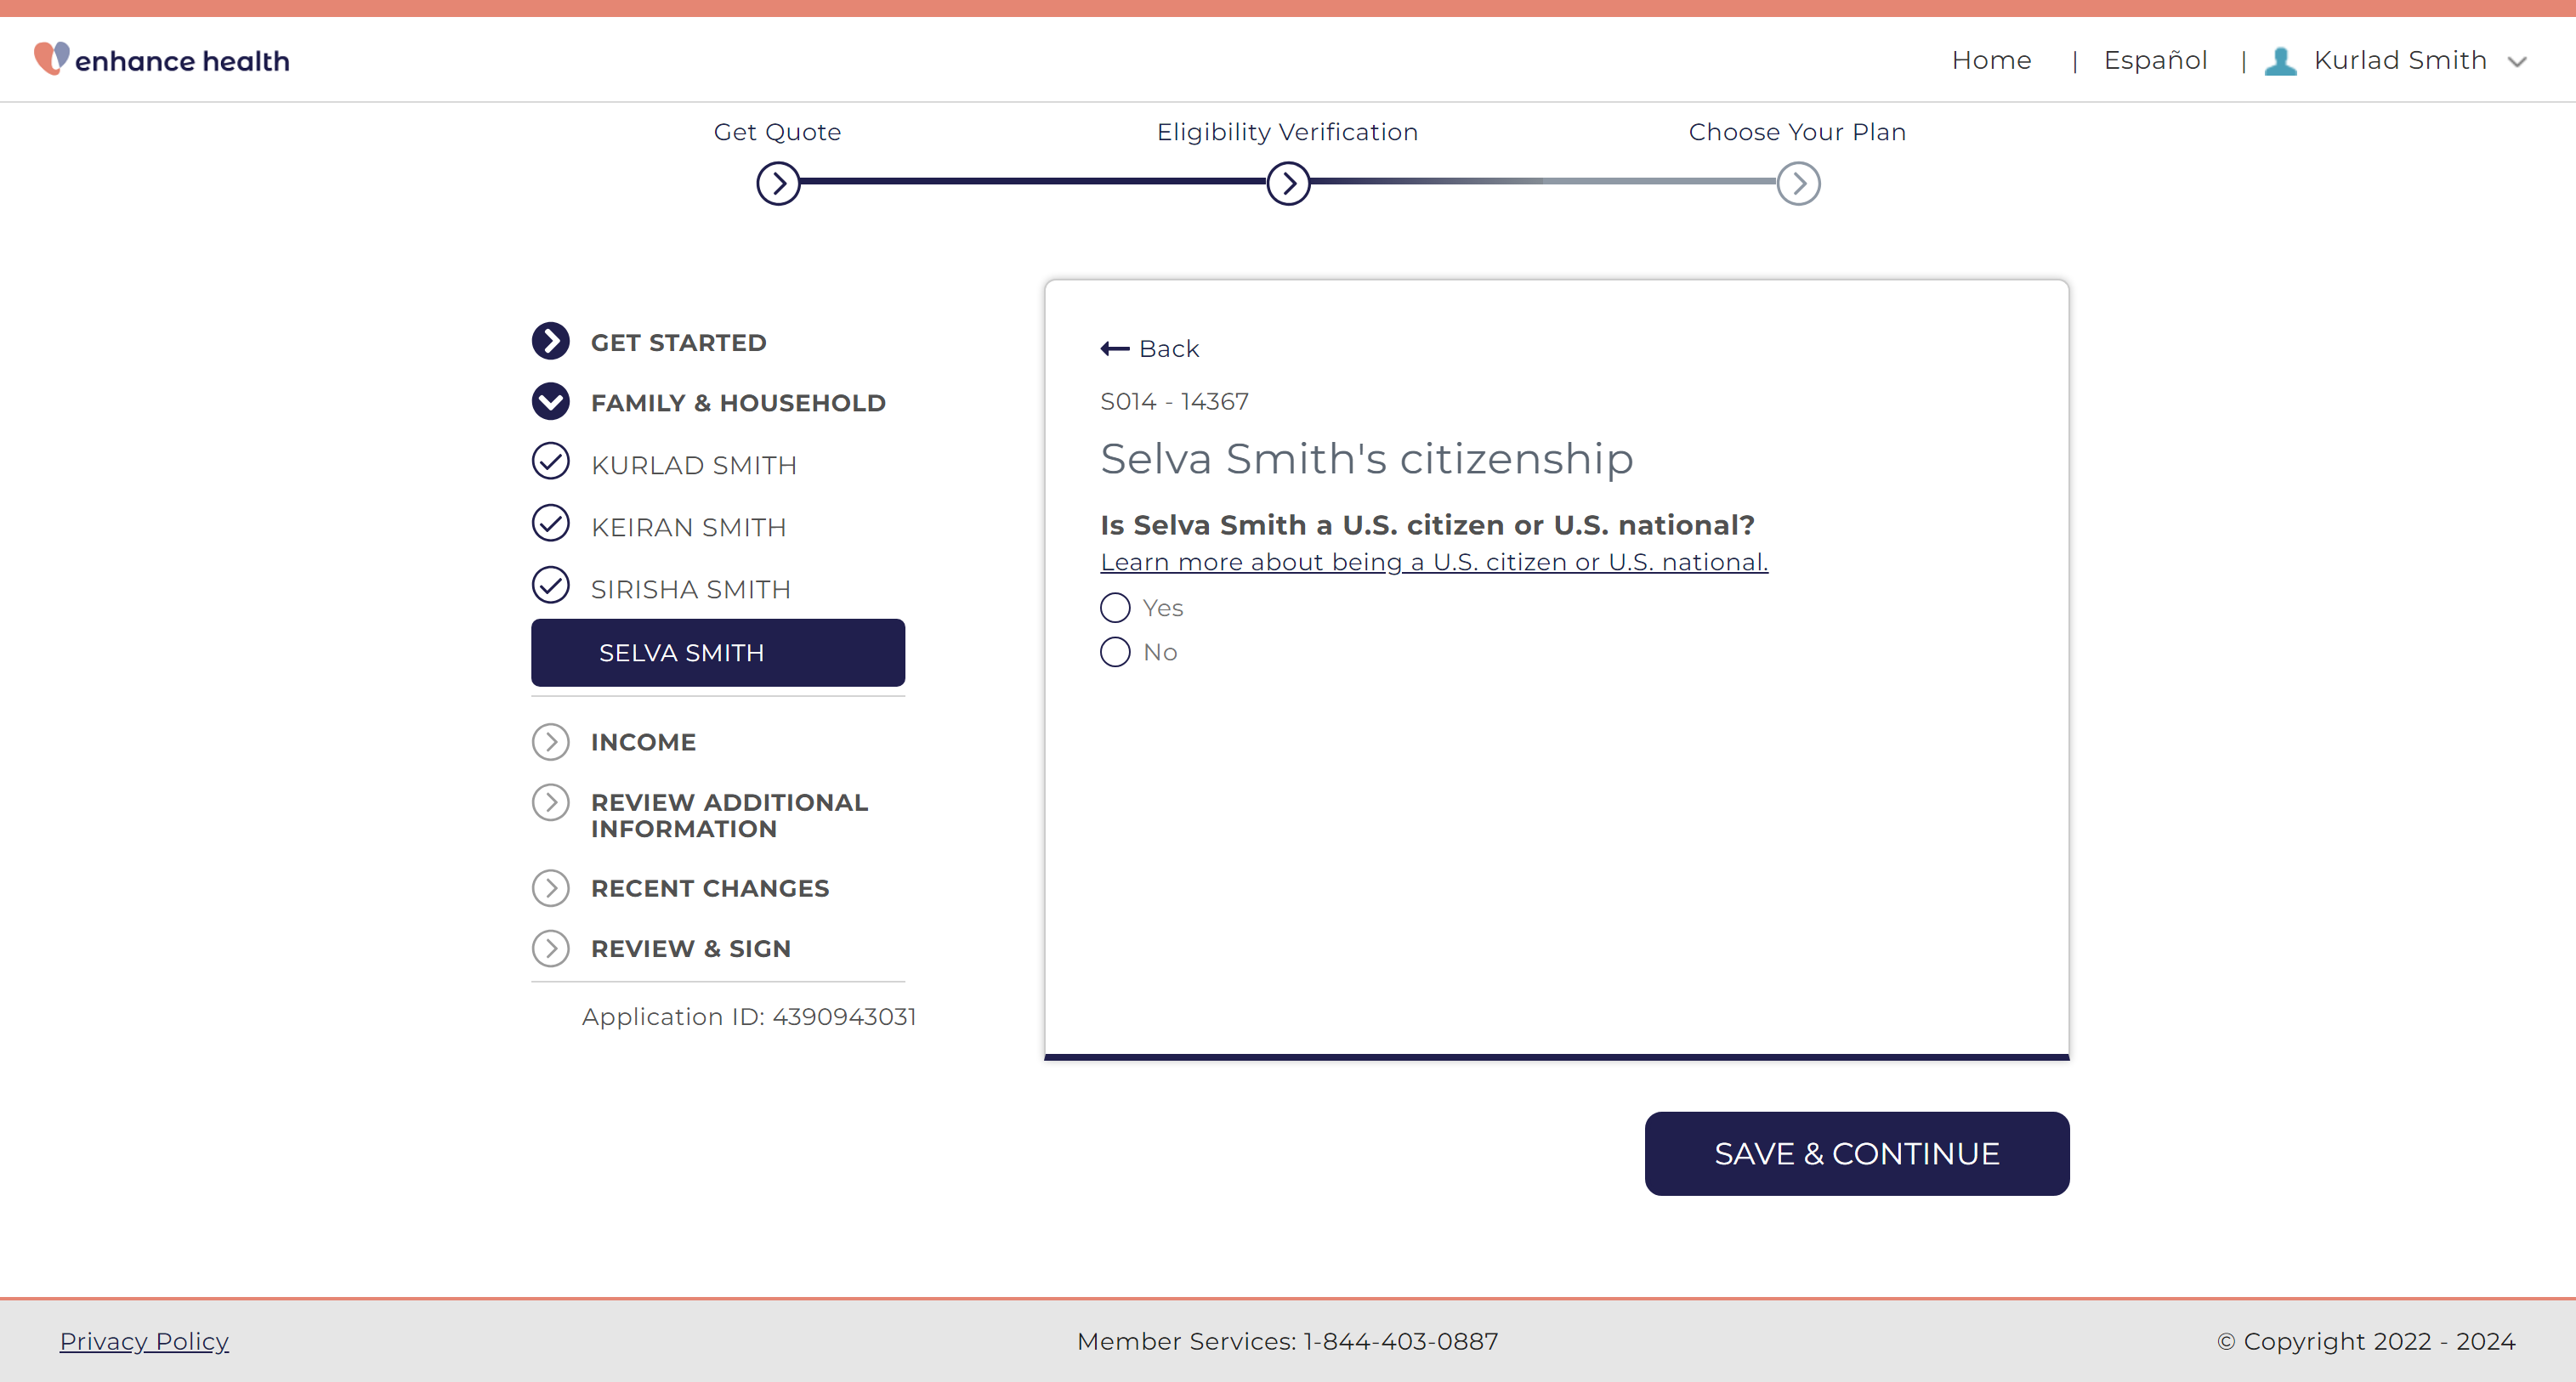 enhance health
Home | Español | Kurlad Smith
Get Quote
Eligibility Verification
Choose Your Plan
GET STARTED
FAMILY & HOUSEHOLD
KURLAD SMITH
KEIRAN SMITH
SIRISHA SMITH
SELVA SMITH
INCOME
REVIEW ADDITIONAL
INFORMATION
RECENT CHANGES
REVIEW & SIGN
Application ID: 4390943031
Back
S014 - 14367
Selva Smith's citizenship
Is Selva Smith a U.S. citizen or U.S. national?
Learn more about being a U.S. citizen or U.S. national.
Yes
No
SAVE & CONTINUE
Privacy Policy
Member Services: 1-844-403-0887
© Copyright 2022 - 2024